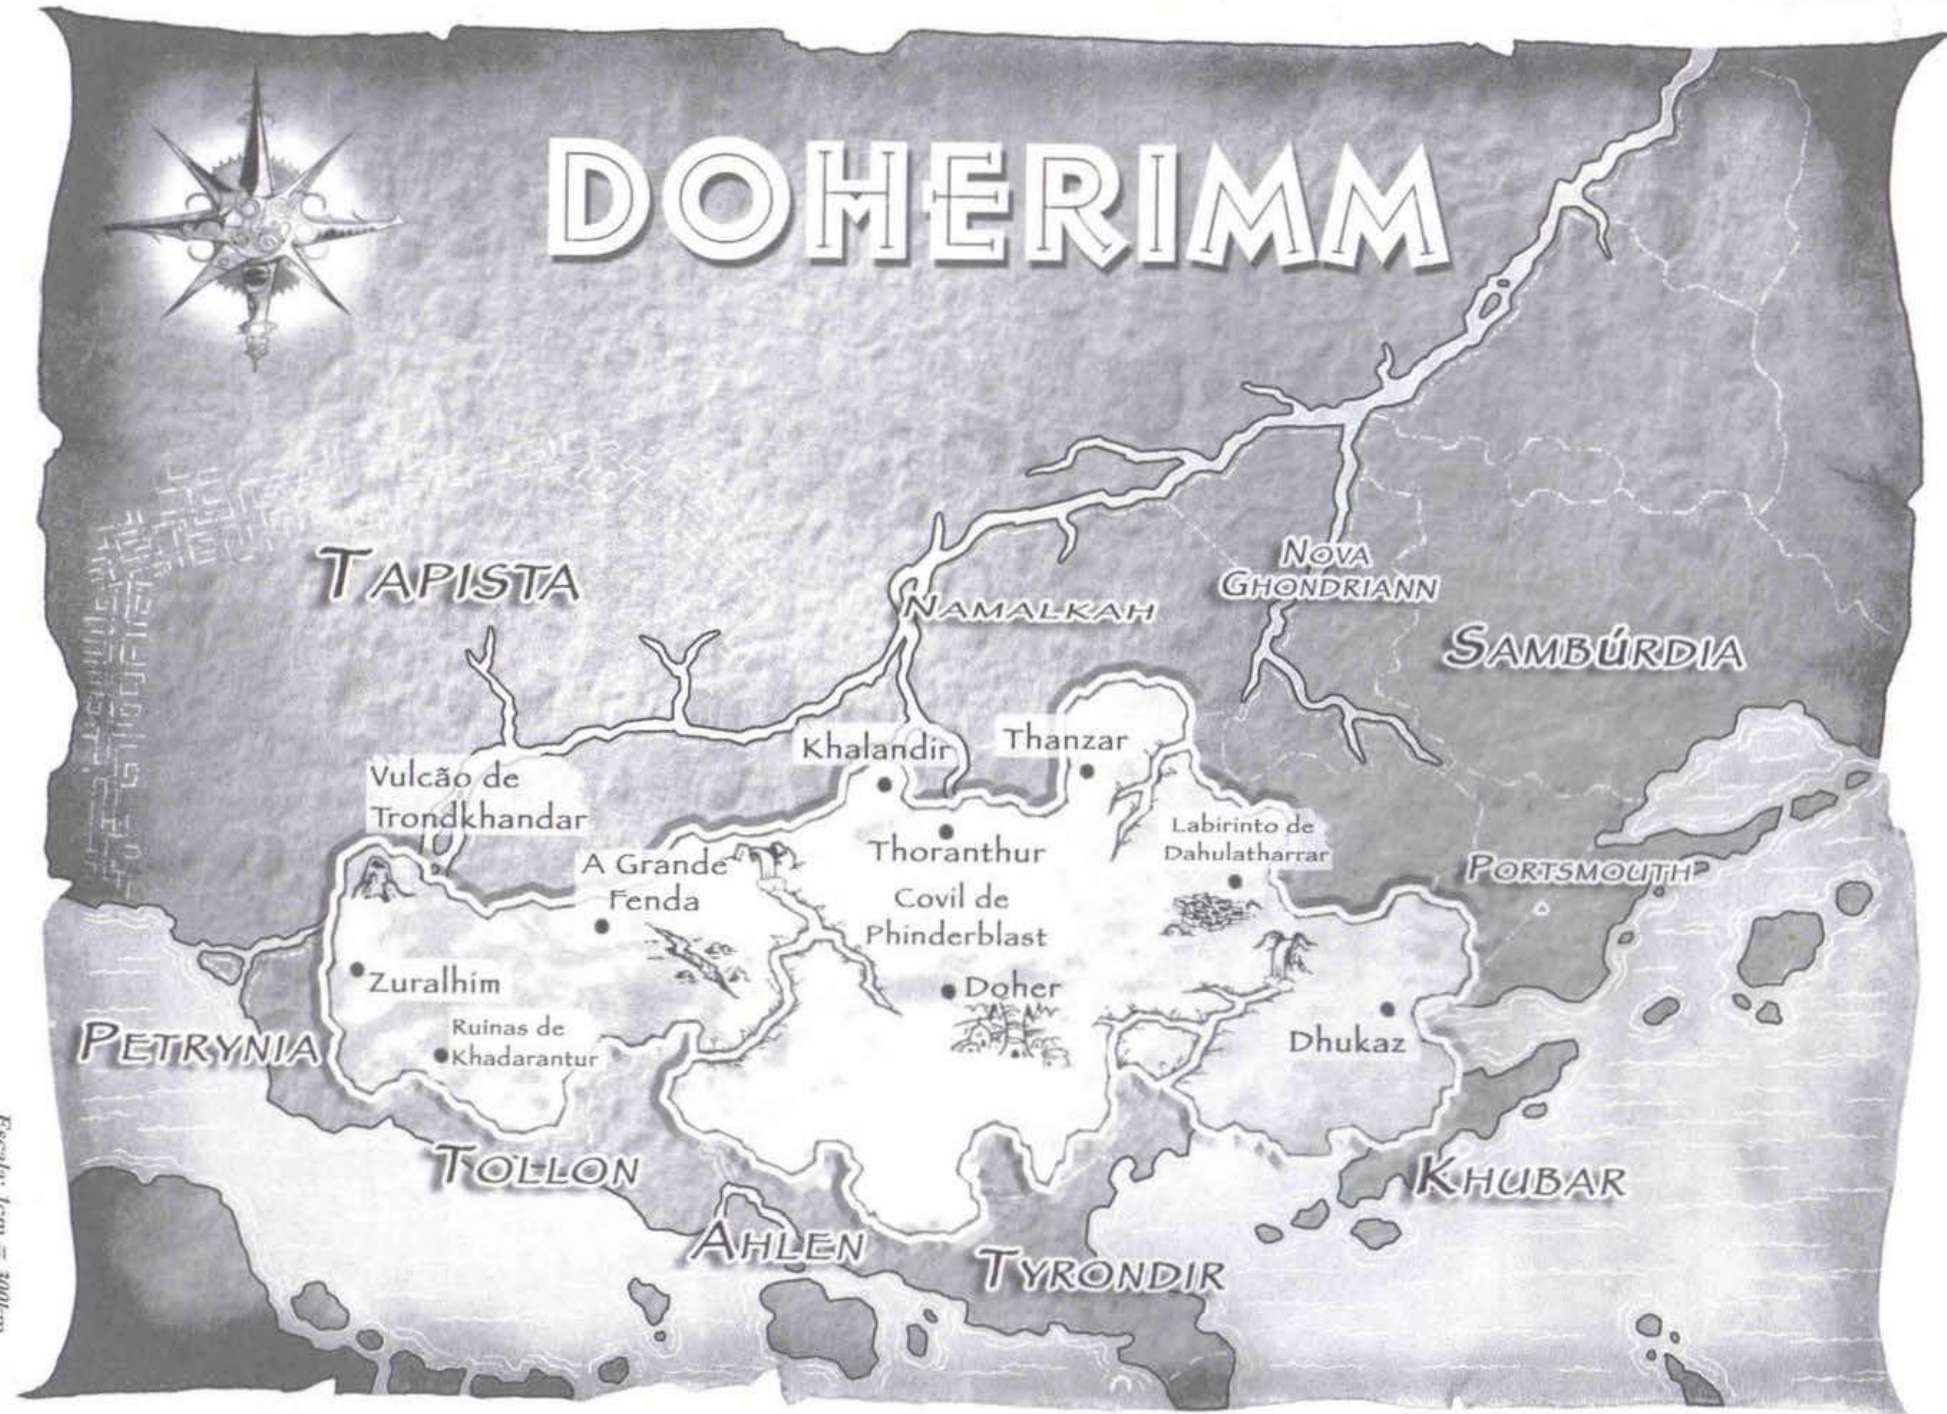 DOHERIMM
TAPISTA
NAMALKAH
NOVA
GHONDRIANN
SAMBÚRDIA
Khalandir
Thanzar
Vulcão de
Trondkhandar
A Grande
Fenda
Thoranthur
Covil de
Phinderblast
Labirinto de
Dahulatharrar
PORTSMOUTH
Zuralhim
Doher
Ruinas de
Khadarantur
Dhukaz
PETRYNIA
TOLLON
AHLEN
TYRONDIR
KHUBAR